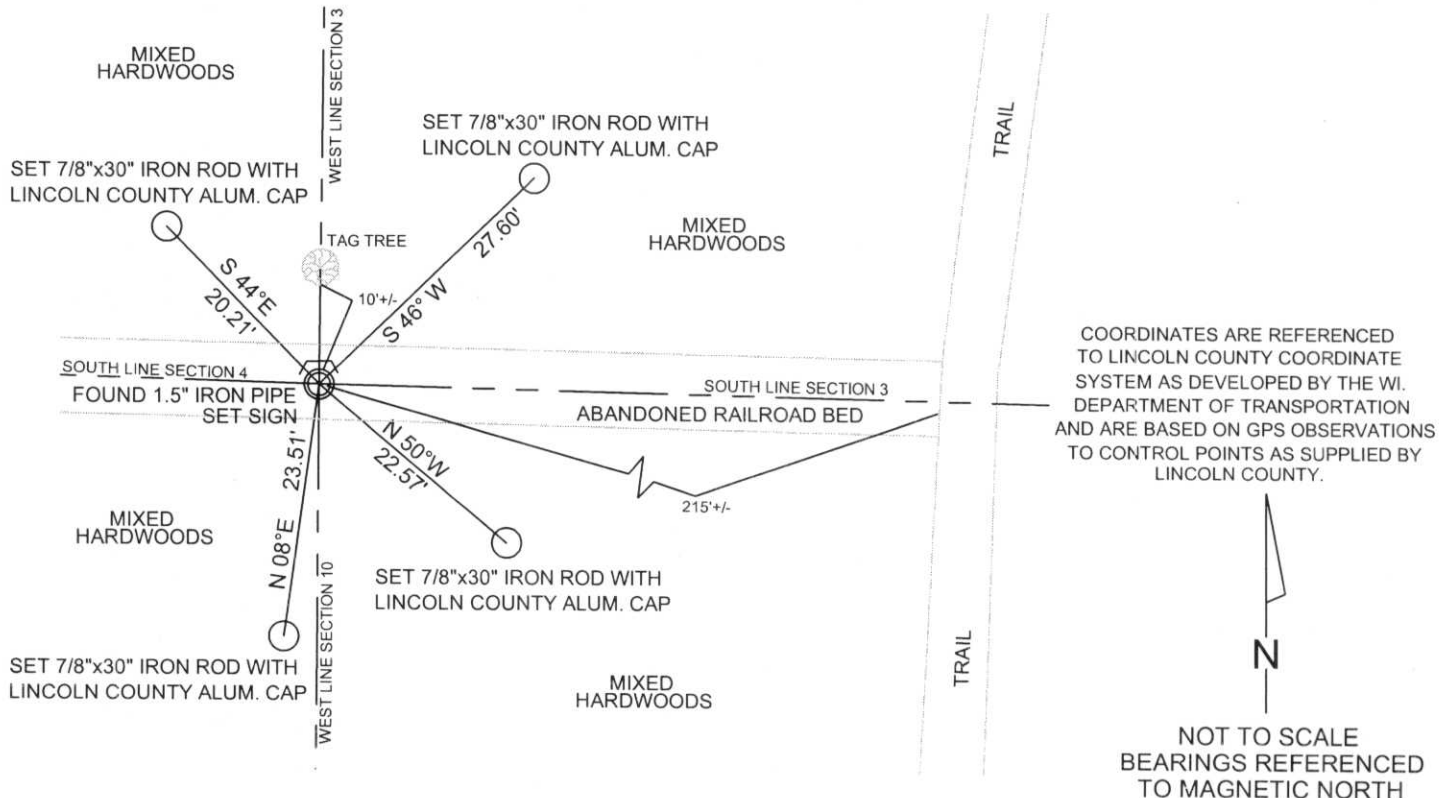 MIXED
HARDWOODS
WEST LINE SECTION 3
SET 7/8"x30" IRON ROD WITH
LINCOLN COUNTY ALUM. CAP
SET 7/8"x30" IRON ROD WITH
LINCOLN COUNTY ALUM. CAP
TRAIL
TAG TREE
MIXED
HARDWOODS
27.60'
S 46° W
S 44°E
20.21'
10'+/-
SOUTH LINE SECTION 4
FOUND 1.5" IRON PIPE
SET SIGN
SOUTH LINE SECTION 3
ABANDONED RAILROAD BED
COORDINATES ARE REFERENCED
TO LINCOLN COUNTY COORDINATE
SYSTEM AS DEVELOPED BY THE WI.
DEPARTMENT OF TRANSPORTATION
AND ARE BASED ON GPS OBSERVATIONS
TO CONTROL POINTS AS SUPPLIED BY
LINCOLN COUNTY.
N 50°W
22.57'
23.51'
N 08°E
215'+/-
MIXED
HARDWOODS
WEST LINE SECTION 10
SET 7/8"x30" IRON ROD WITH
LINCOLN COUNTY ALUM. CAP
SET 7/8"x30" IRON ROD WITH
LINCOLN COUNTY ALUM. CAP
MIXED
HARDWOODS
TRAIL
N
NOT TO SCALE
BEARINGS REFERENCED
TO MAGNETIC NORTH